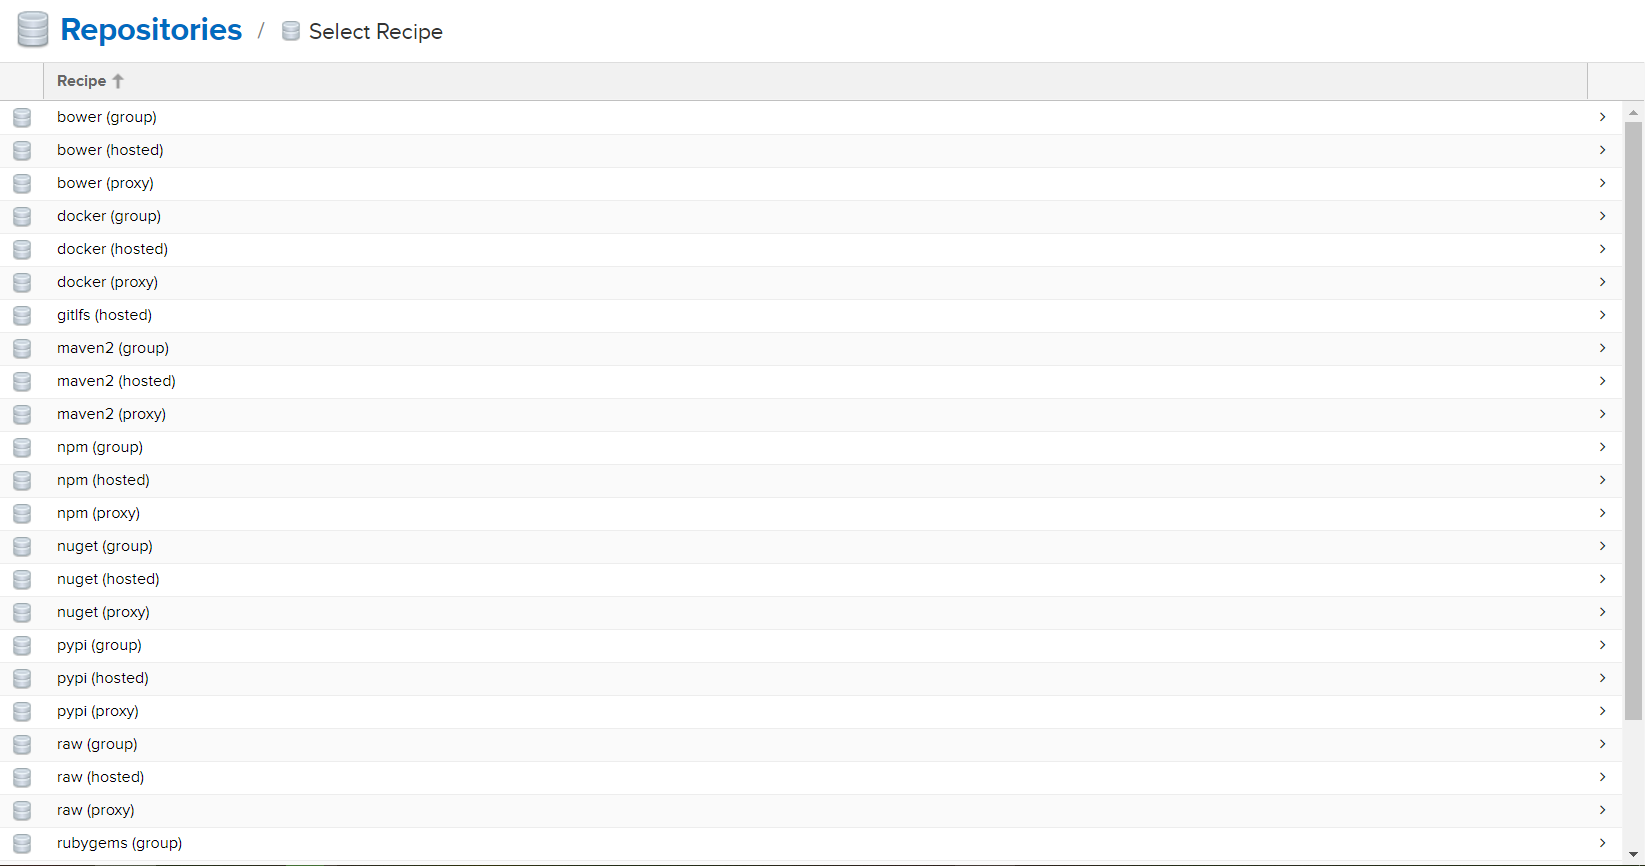 Repositories / Select Recipe
Recipe
bower (group)
bower (hosted)
bower (proxy)
docker (group)
docker (hosted)
docker (proxy)
gitlfs (hosted)
maven2 (group)
maven2 (hosted)
maven2 (proxy)
npm (group)
npm (hosted)
npm (proxy)
nuget (group)
nuget (hosted)
nuget (proxy)
pypi (group)
pypi (hosted)
pypi (proxy)
raw (group)
raw (hosted)
raw (proxy)
rubygems (group)